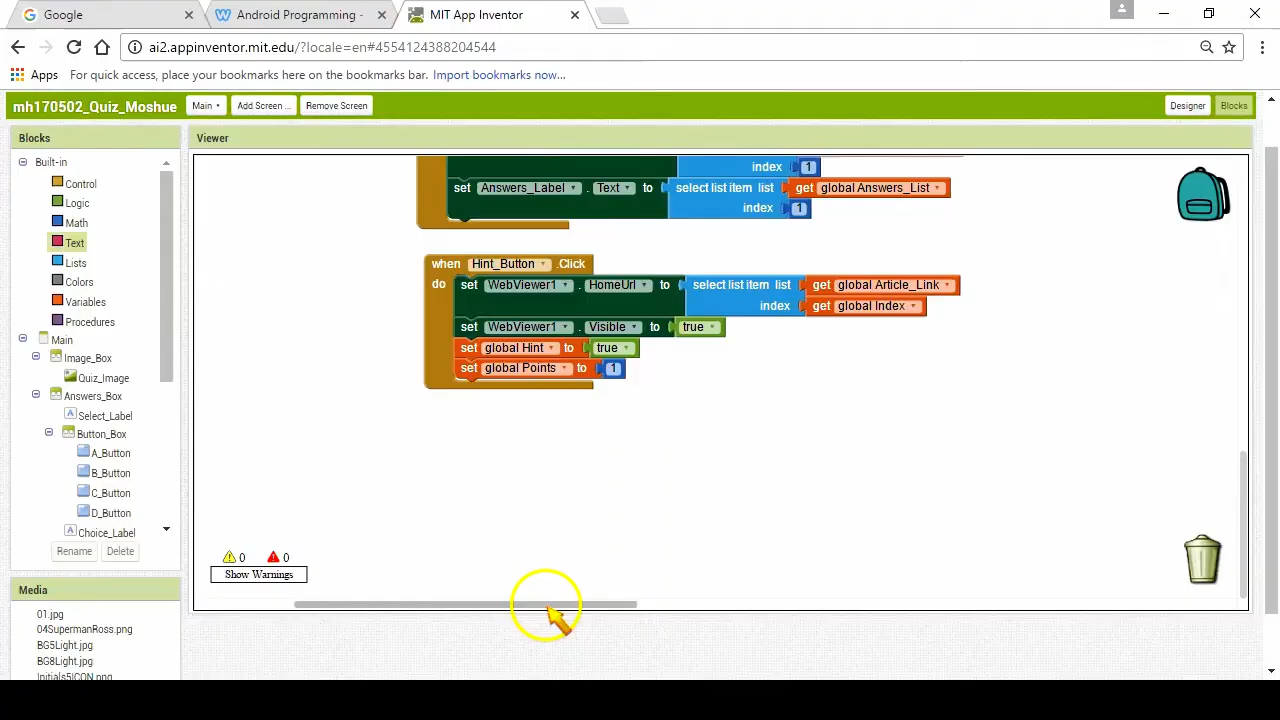 Google
Android Programming -
MIT App Inventor
ai2.appinventor.mit.edu/?locale=en#4554124388204544
Apps For quick access, place your bookmarks here on the bookmarks bar. Import bookmarks now...
mh170502_Quiz_Moshue Main Add Screen ... Remove Screen Designer Blocks
Blocks
Viewer
Built-in
Control
Logic
Math
Text
Lists
Colors
Variables
Procedures
Main
Image_Box
Quiz_Image
Answers_Box
Select_Label
Button_Box
A_Button
B_Button
C_Button
D_Button
Choice_Label
Rename Delete
Media
01.jpg
04SupermanRoss.png
BG5Light.jpg
BG8Light.jpg
Initials5ICON.png
index 1
set Answers_Label . Text to select list item list get global Answers_List
index 1
when Hint_Button .Click
do set WebViewer1 . HomeUrl to select list item list get global Article_Link
index get global Index
set WebViewer1 . Visible to true
set global Hint to true
set global Points to 1
0 0
Show Warnings